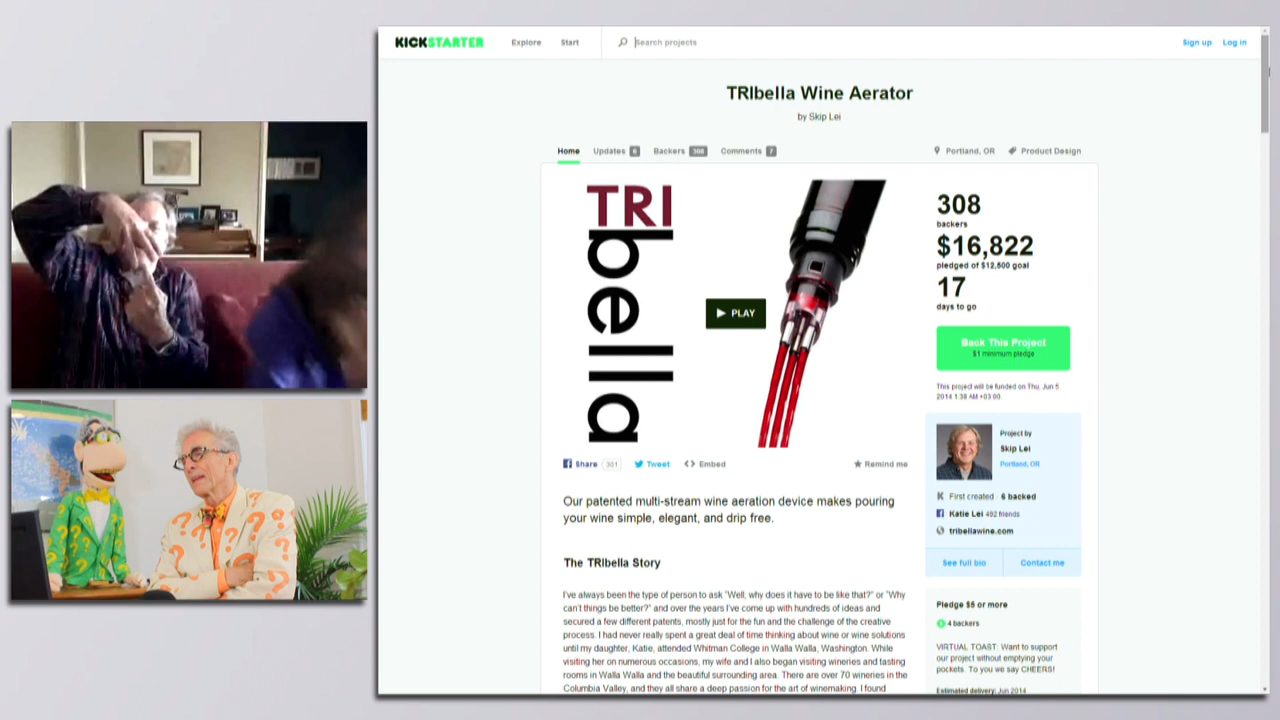 KICKSTARTER
Explore
Start
Search projects
Sign up
Log in
TRIbella Wine Aerator
by Skip Lei
Home
Updates 6
Backers 308
Comments 7
Portland, OR
Product Design
TRI
bella
PLAY
308
backers
$16,822
pledged of $12,500 goal
17
days to go
Back This Project
$1 minimum pledge
This project will be funded on Thu, Jun 5
2014 1:38 AM +03:00.
Share 301
Tweet
Embed
Remind me
Project by
Skip Lei
Portland, OR
First created · 6 backed
Katie Lei 492 friends
tribellawine.com
See full bio
Contact me
Our patented multi-stream wine aeration device makes pouring
your wine simple, elegant, and drip free.
The TRIbella Story
I've always been the type of person to ask "Well, why does it have to be like that?" or "Why
can't things be better?" and over the years I've come up with hundreds of ideas and
secured a few different patents, mostly just for the fun and the challenge of the creative
process. I had never really spent a great deal of time thinking about wine or wine solutions
until my daughter, Katie, attended Whitman College in Walla Walla, Washington. While
visiting her on numerous occasions, my wife and I also began visiting wineries and tasting
rooms in Walla Walla and the beautiful surrounding area. There are over 70 wineries in the
Columbia Valley, and they all share a deep passion for the art of winemaking. I found
Pledge $5 or more
4 backers
VIRTUAL TOAST: Want to support
our project without emptying your
pockets. To you we say CHEERS!
Estimated delivery: Jun 2014